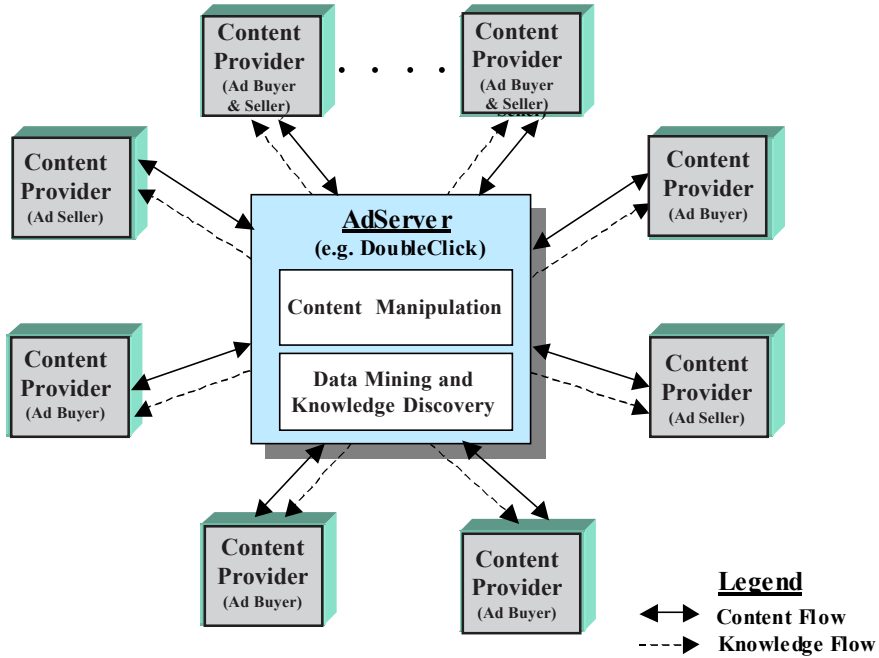 Content
Provider
(Ad Buyer
& Seller)
. . . .
Content
Provider
(Ad Buyer
& Seller)
Content
Provider
(Ad Seller)
Content
Provider
(Ad Buyer)
AdServer
(e.g. DoubleClick)
Content Manipulation
Data Mining and
Knowledge Discovery
Content
Provider
(Ad Buyer)
Content
Provider
(Ad Seller)
Content
Provider
(Ad Buyer)
Content
Provider
(Ad Buyer)
Legend
Content Flow
Knowledge Flow